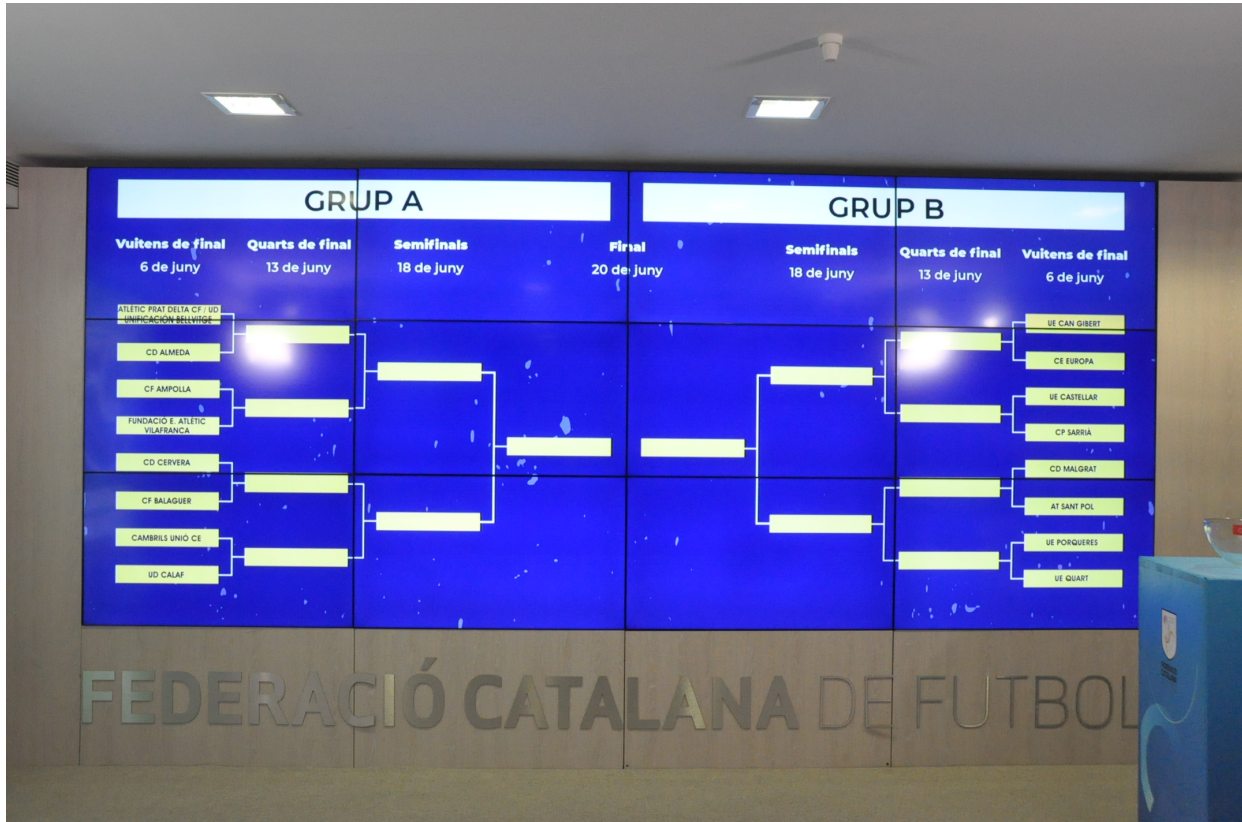 GRUP A
GRUP B
Vuitens de final
Quarts de final
Semifinals
Final
Semifinals
Quarts de final
Vuitens de final
6 de juny
13 de juny
18 de juny
20 de juny
18 de juny
13 de juny
6 de juny
ATLÈTIC PRAT DELTA CF / UD
UNIFICACIÓN BELLVITGE
CD ALMEDA
CF AMPOLLA
FUNDACIÓ E. ATLÈTIC
VILAFRANCA
CD CERVERA
CF BALAGUER
CAMBRILS UNIÓ CE
UD CALAF
UE CAN GIBERT
CE EUROPA
UE CASTELLAR
CP SARRIÀ
CD MALGRAT
AT SANT POL
UE PORQUERES
UE QUART
FEDERACIÓ CATALANA DE FUTBOL